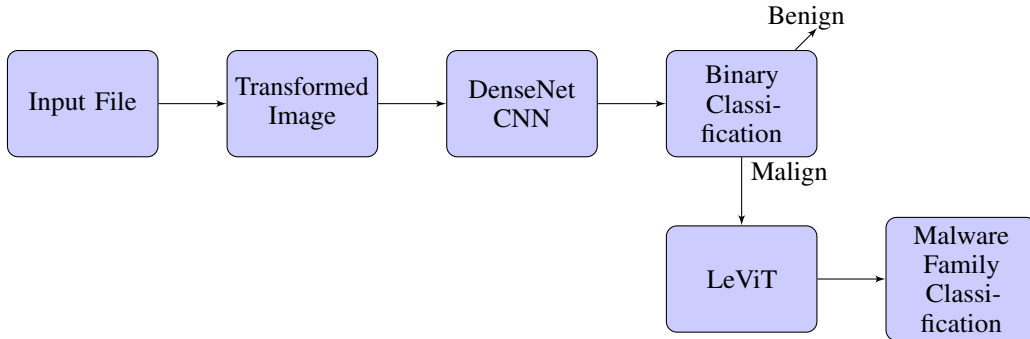 Benign
Input File
Transformed
Image
DenseNet
CNN
Binary
Classi-
fication
Malign
LeViT
Malware
Family
Classi-
fication